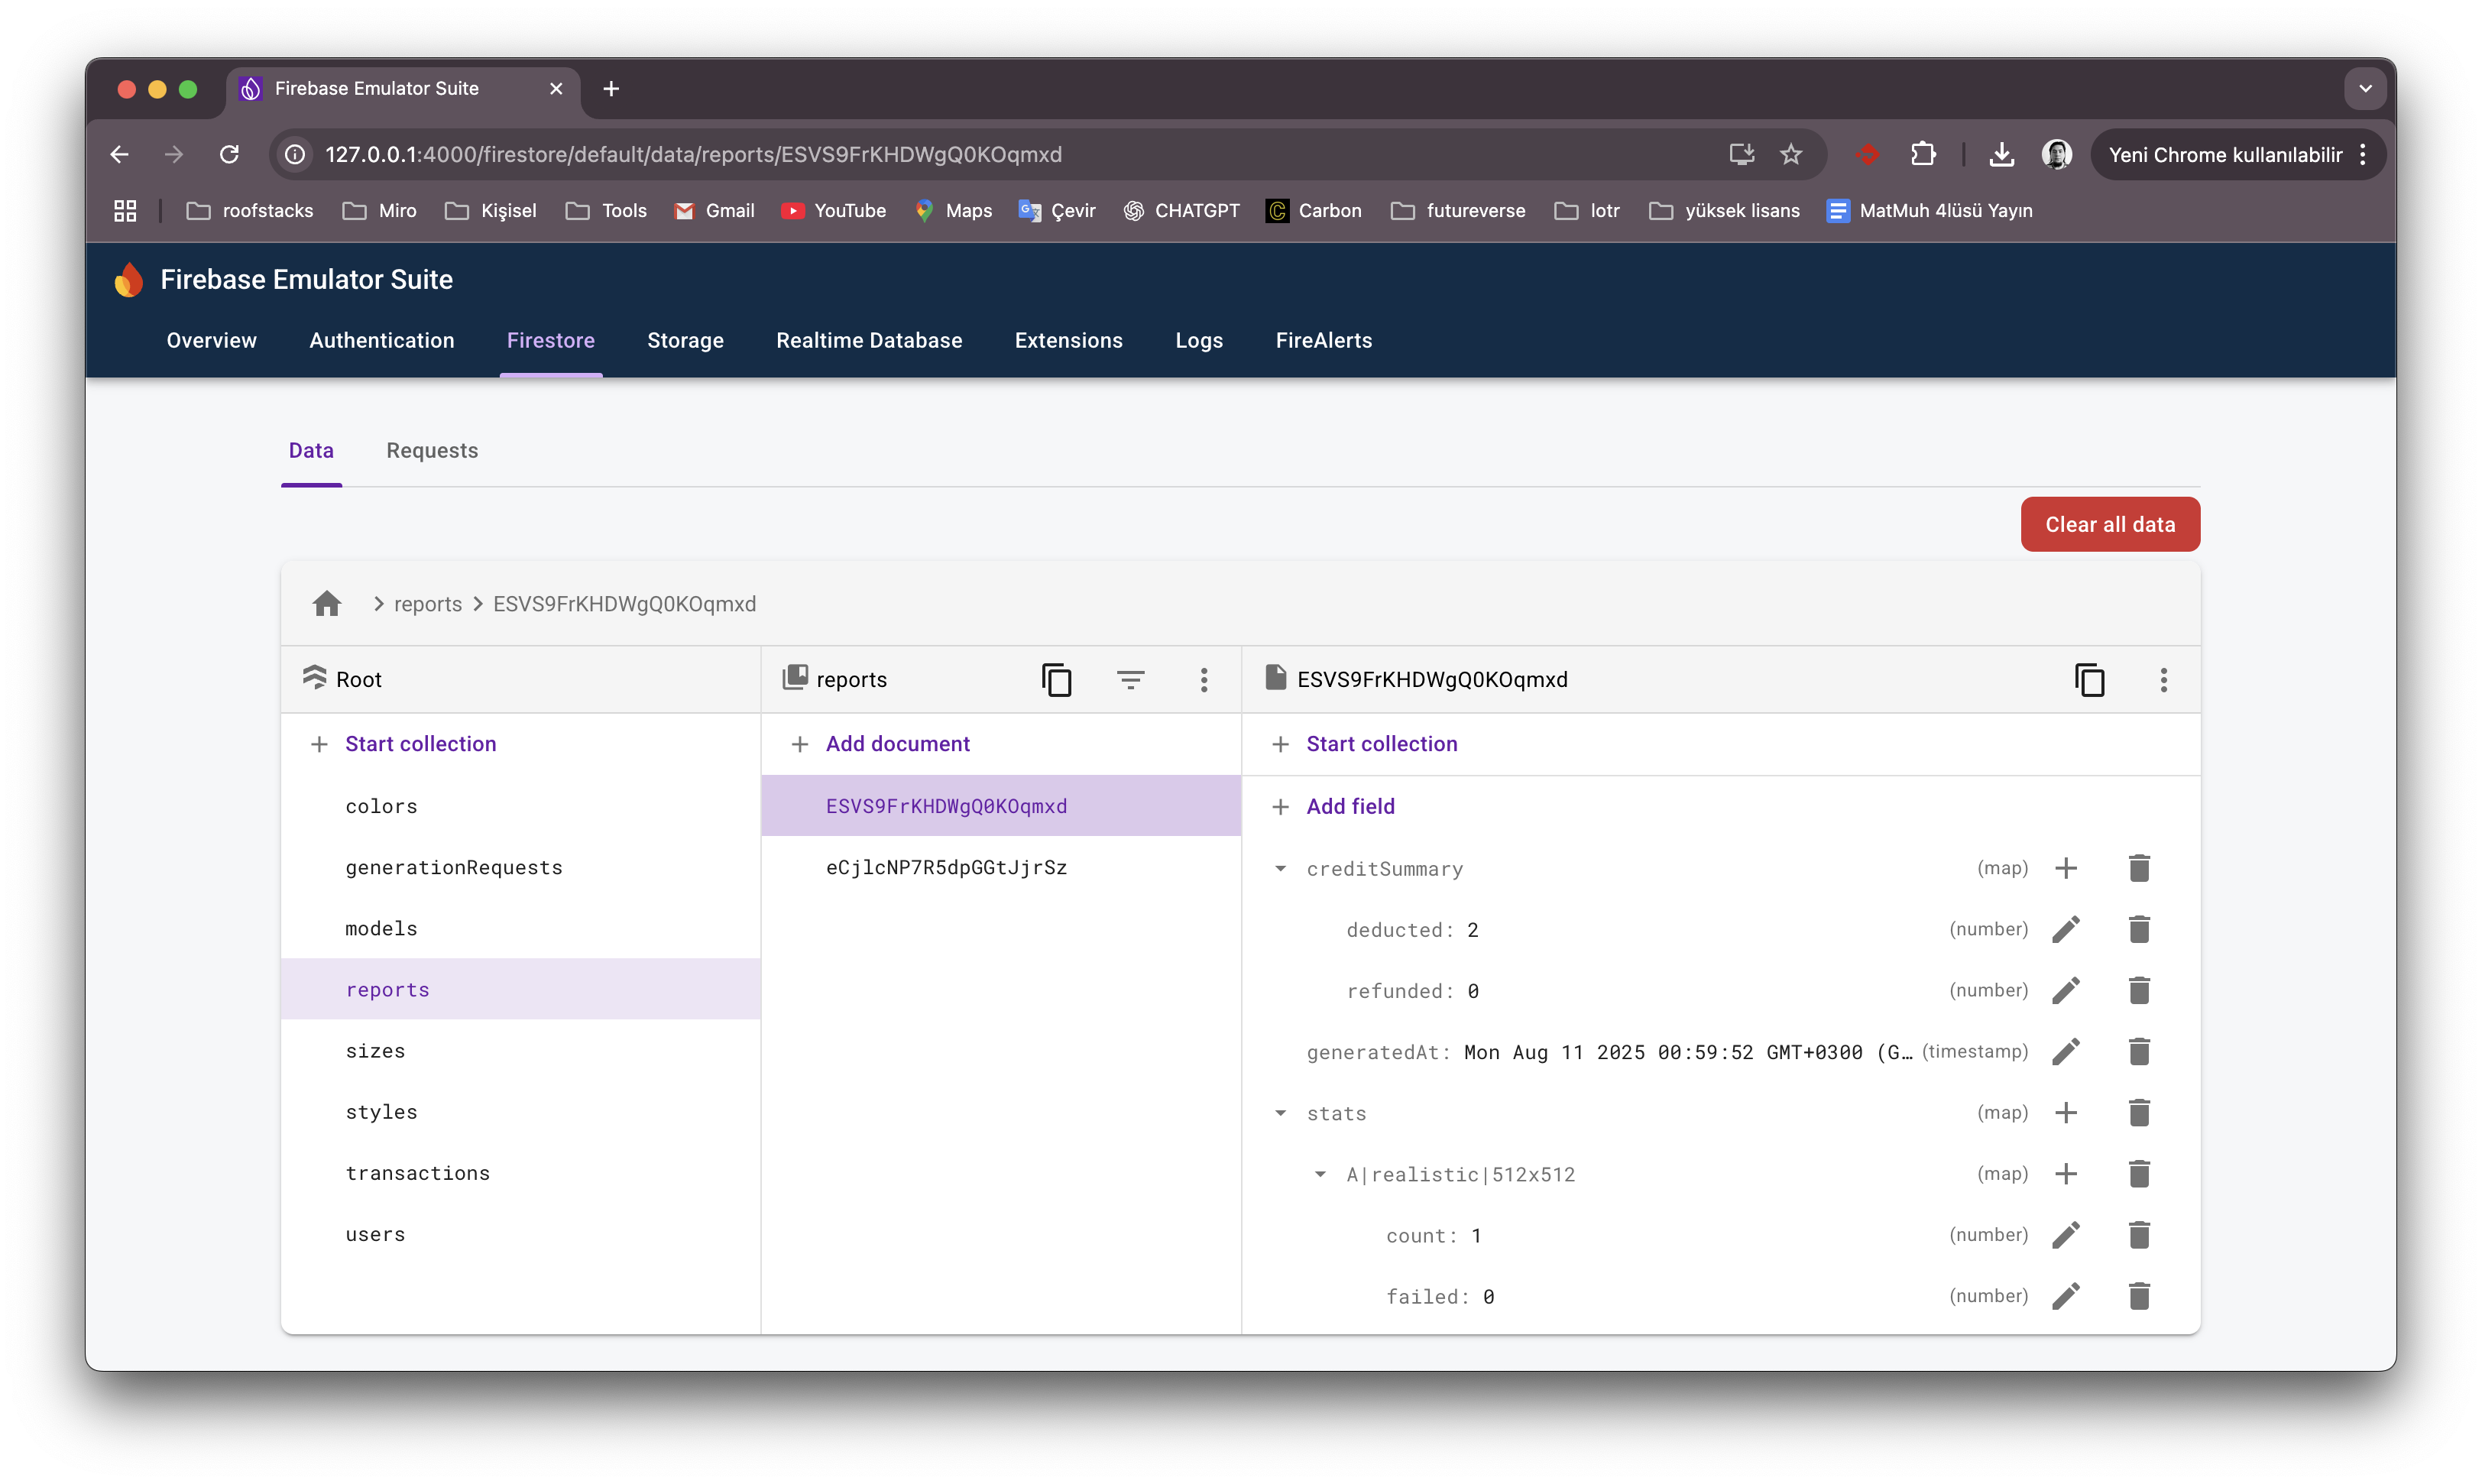 Firebase Emulator Suite
127.0.0.1:4000/firestore/default/data/reports/ESVS9FrKHDWgQ0KOqmxd
Yeni Chrome kullanılabilir
roofstacks Miro Kişisel Tools Gmail YouTube Maps Çevir CHATGPT Carbon futureverse lotr yüksek lisans MatMuh 4lüsü Yayın
Firebase Emulator Suite
Overview Authentication Firestore Storage Realtime Database Extensions Logs FireAlerts
Data Requests
Clear all data
reports ESVS9FrKHDWgQ0KOqmxd
Root
Start collection
colors
generationRequests
models
reports
sizes
styles
transactions
users
reports
Add document
ESVS9FrKHDWgQ0KOqmxd
eCjlcNP7R5dpGGtJjrSz
ESVS9FrKHDWgQ0KOqmxd
Start collection
Add field
creditSummary (map)
deducted: 2 (number)
refunded: 0 (number)
generatedAt: Mon Aug 11 2025 00:59:52 GMT+0300 (G… (timestamp)
stats (map)
A|realistic|512x512 (map)
count: 1 (number)
failed: 0 (number)